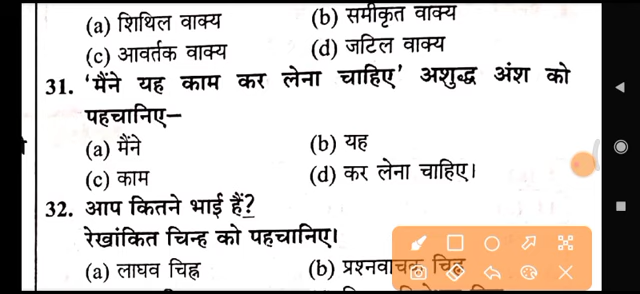 (a) शिथिल वाक्य (b) समीकृत वाक्य
(c) आवर्तक वाक्य (d) जटिल वाक्य
31. ‘मैंने यह काम कर लेना चाहिए’ अशुद्ध अंश को
पहचानिए–
(a) मैंने (b) यह
(c) काम (d) कर लेना चाहिए।
32. आप कितने भाई हैं?
रेखांकित चिन्ह को पहचानिए।
(a) लाघव चिह्न (b) प्रश्नवाचक चिह्न